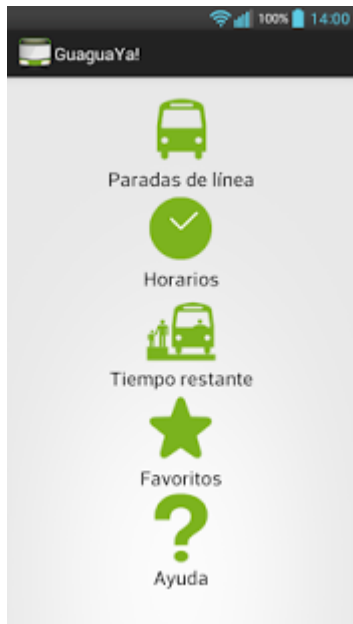 100% 14:00
GuaguaYa!
Paradas de línea
Horarios
Tiempo restante
Favoritos
Ayuda